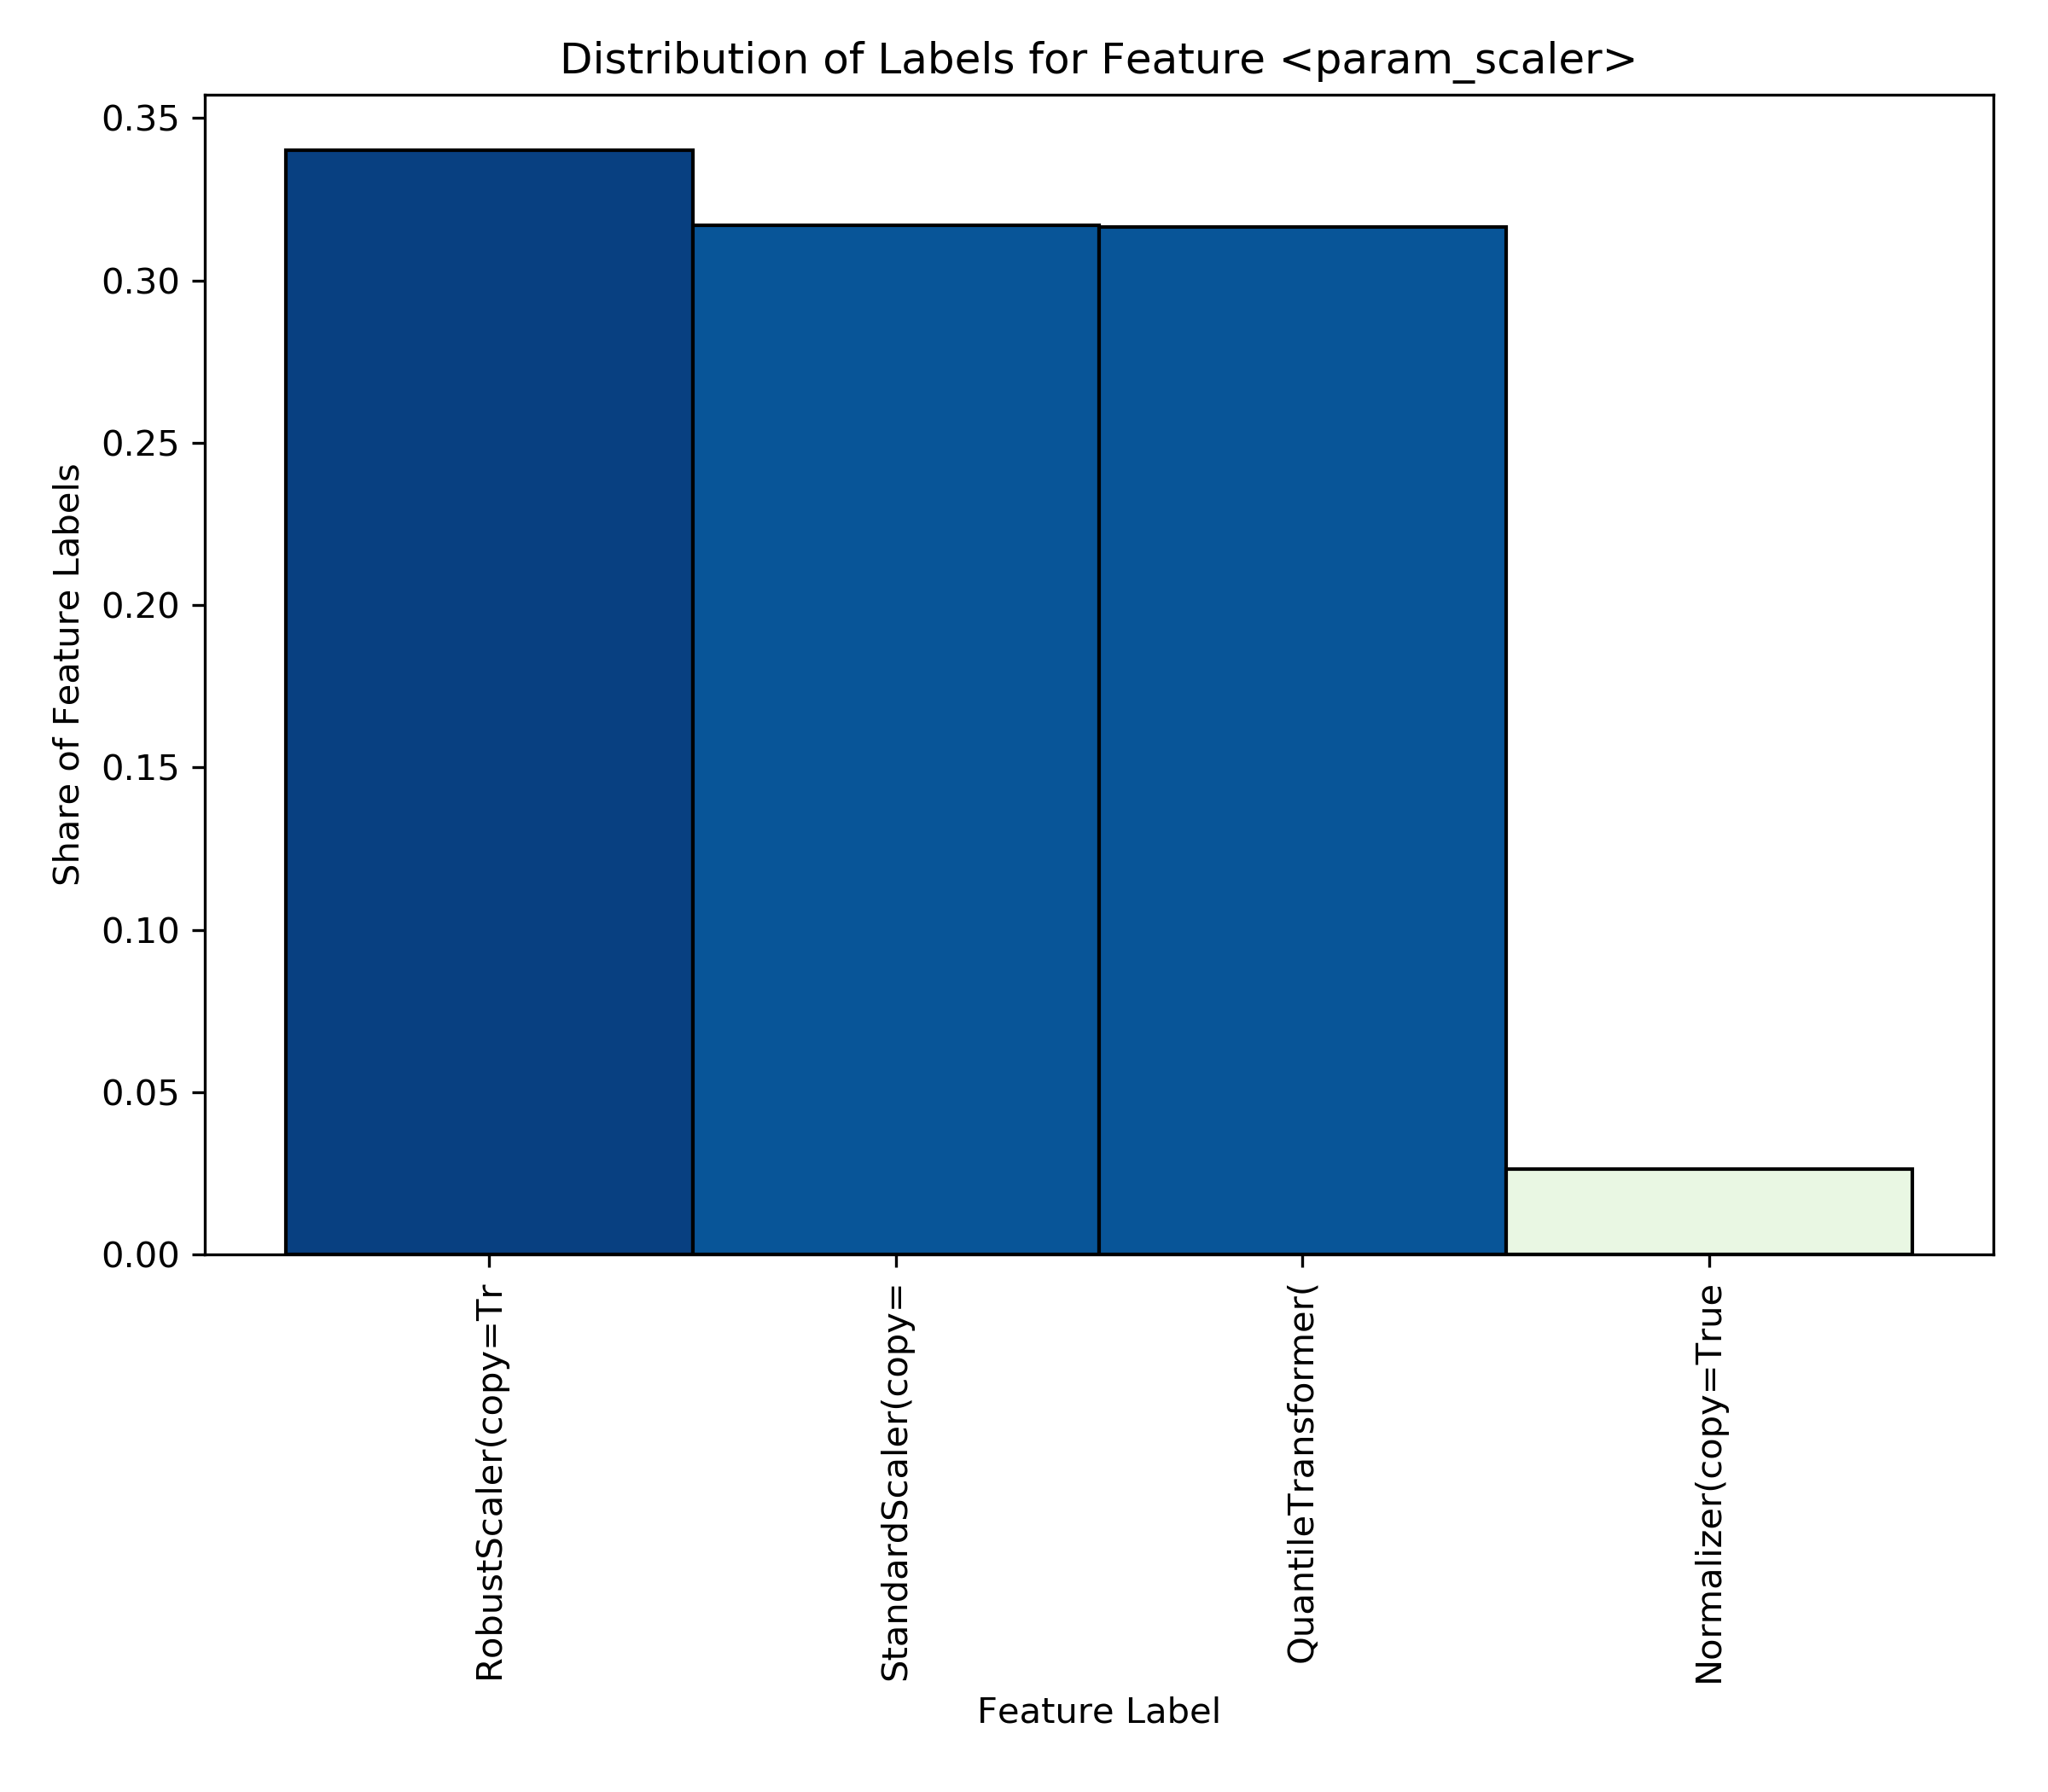 Distribution of Labels for Feature <param_scaler>
Share of Feature Labels
0.35
0.30
0.25
0.20
0.15
0.10
0.05
0.00
RobustScaler(copy=Tr
StandardScaler(copy=
QuantileTransformer(
Normalizer(copy=True
Feature Label